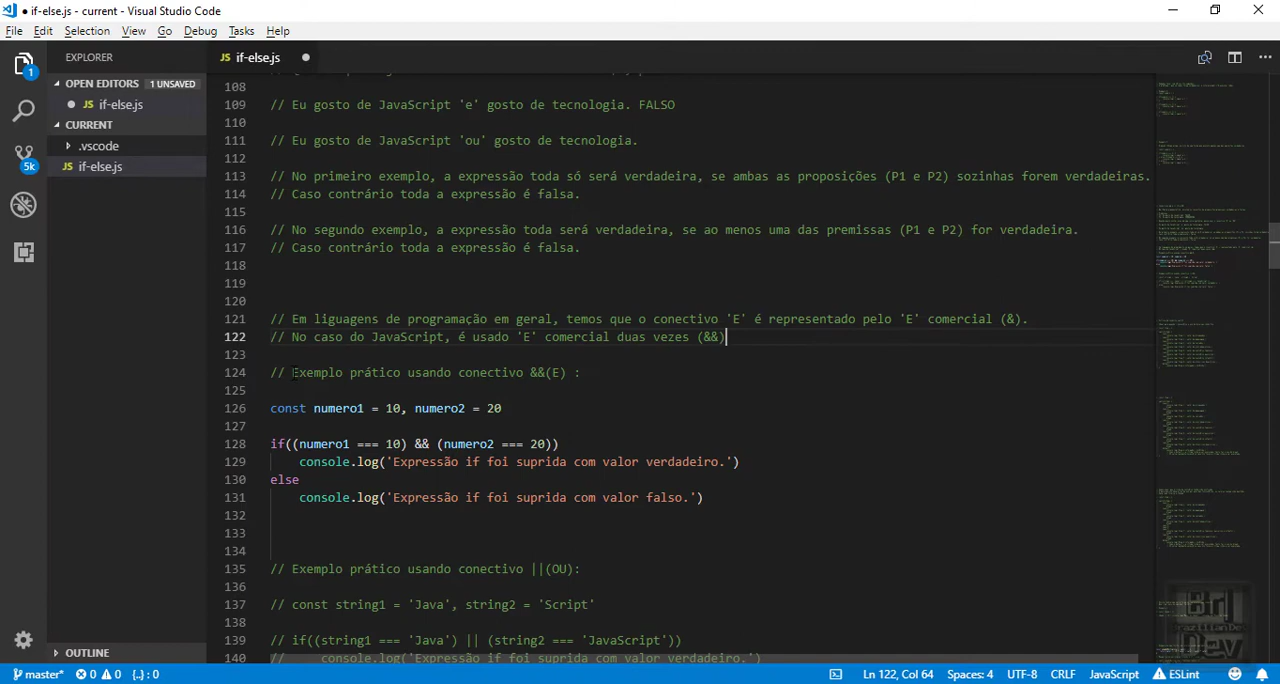 ● if-else.js - current - Visual Studio Code
File Edit Selection View Go Debug Tasks Help
EXPLORER
JS if-else.js ●
OPEN EDITORS 1 UNSAVED
● JS if-else.js
CURRENT
.vscode
JS if-else.js
1
5k
108
109 // Eu gosto de JavaScript 'e' gosto de tecnologia. FALSO
110
111 // Eu gosto de JavaScript 'ou' gosto de tecnologia.
112
113 // No primeiro exemplo, a expressão toda só será verdadeira, se ambas as proposições (P1 e P2) sozinhas forem verdadeiras.
114 // Caso contrário toda a expressão é falsa.
115
116 // No segundo exemplo, a expressão toda será verdadeira, se ao menos uma das premissas (P1 e P2) for verdadeira.
117 // Caso contrário toda a expressão é falsa.
118
119
120
121 // Em liguagens de programação em geral, temos que o conectivo 'E' é representado pelo 'E' comercial (&).
122 // No caso do JavaScript, é usado 'E' comercial duas vezes (&&)
123
124 // Exemplo prático usando conectivo &&(E) :
125
126 const numero1 = 10, numero2 = 20
127
128 if((numero1 === 10) && (numero2 === 20))
129 console.log('Expressão if foi suprida com valor verdadeiro.')
130 else
131 console.log('Expressão if foi suprida com valor falso.')
132
133
134
135 // Exemplo prático usando conectivo ||(OU):
136
137 // const string1 = 'Java', string2 = 'Script'
138
139 // if((string1 === 'Java') || (string2 === 'JavaScript'))
140 // console.log('Expressão if foi suprida com valor verdadeiro.')
OUTLINE
master* 0 0 {..}: 0 Ln 122, Col 64 Spaces: 4 UTF-8 CRLF JavaScript ESLint